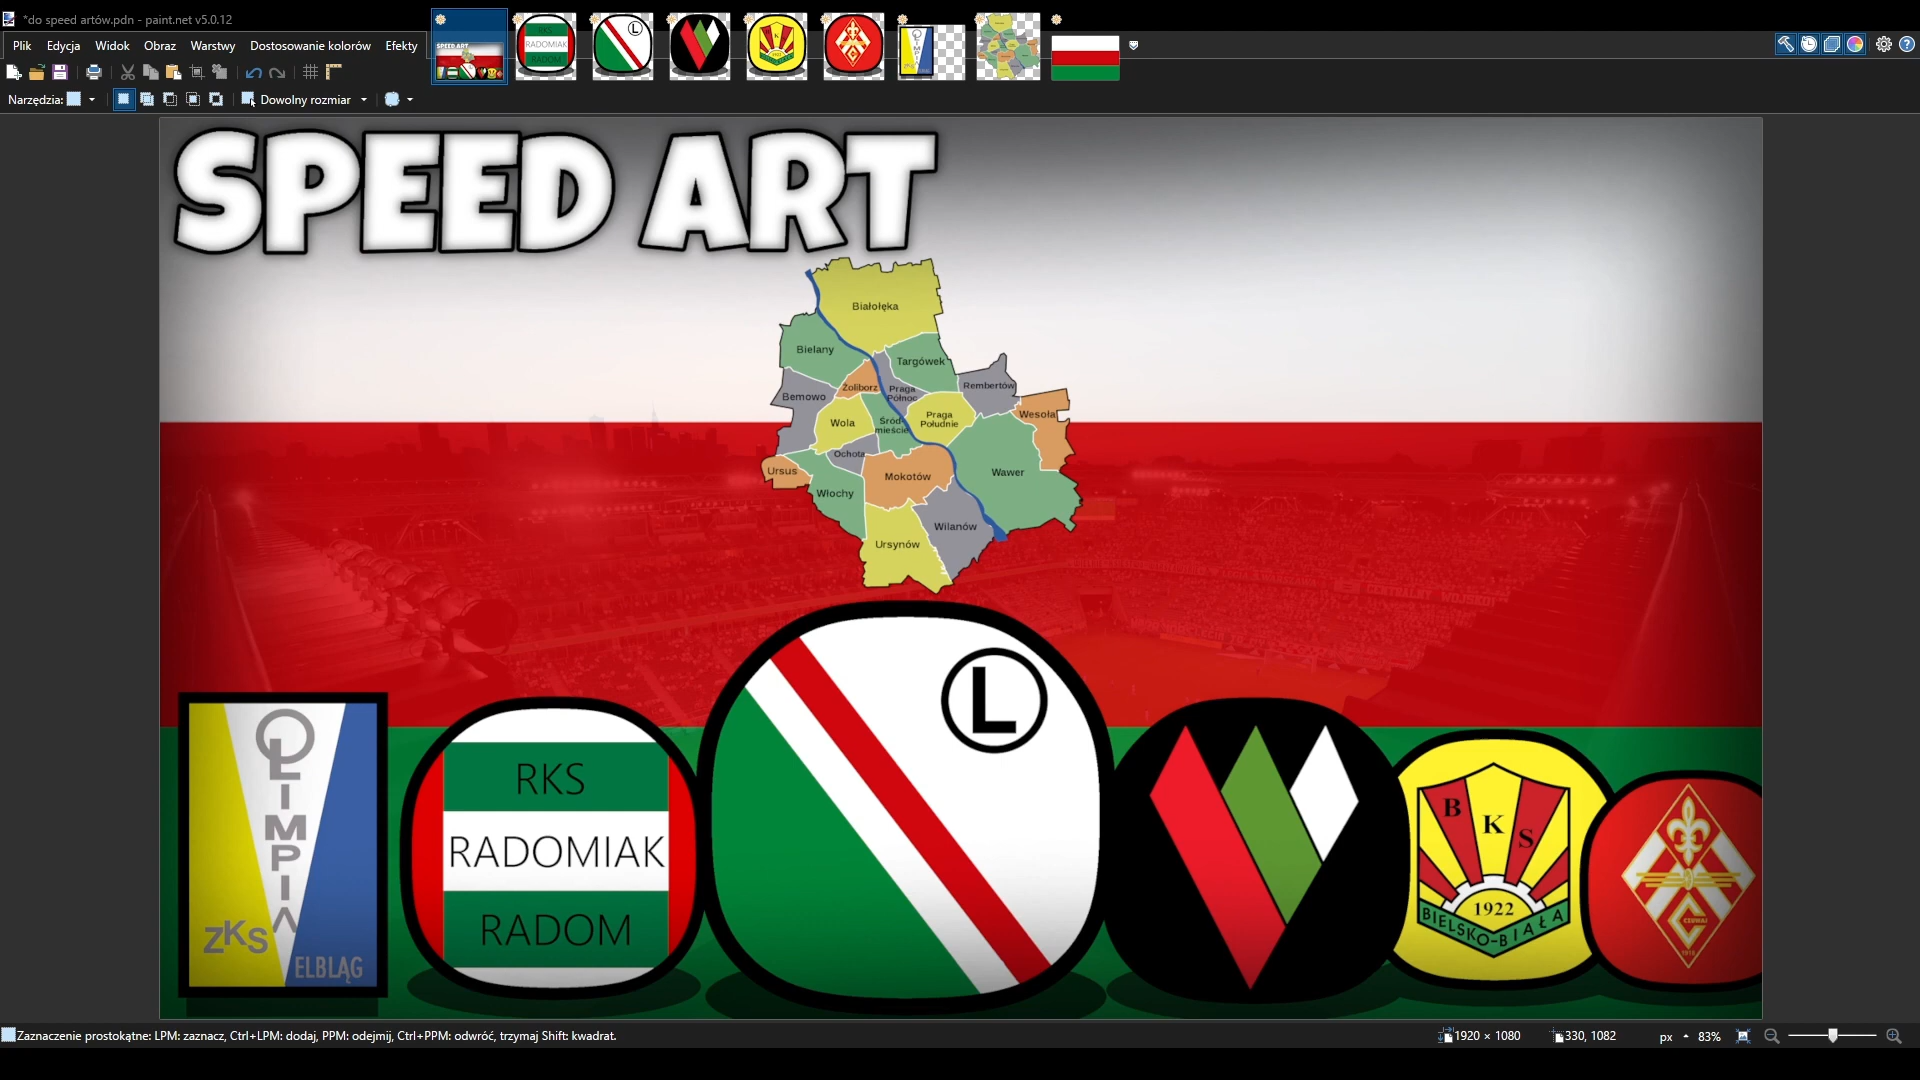 *do speed artów.pdn - paint.net v5.0.12
Plik Edycja Widok Obraz Warstwy Dostosowanie kolorów Efekty
Narzędzia: Dowolny rozmiar
SPEED ART
Białołęka
Bielany
Targówek
Żoliborz
Praga
Północ
Rembertów
Bemowo
Wesoła
Wola
Śród-
mieście
Praga
Południe
Ochota
Ursus
Mokotów
Wawer
Włochy
Wilanów
Ursynów
L
OLIMPIA
ZKS
ELBLĄG
RKS
RADOMIAK
RADOM
B K S
1922
BIELSKO-BIAŁA
Zaznaczenie prostokątne: LPM: zaznacz, Ctrl+LPM: dodaj, PPM: odejmij, Ctrl+PPM: odwróć, trzymaj Shift: kwadrat.
1920 × 1080 330, 1082 px 83%